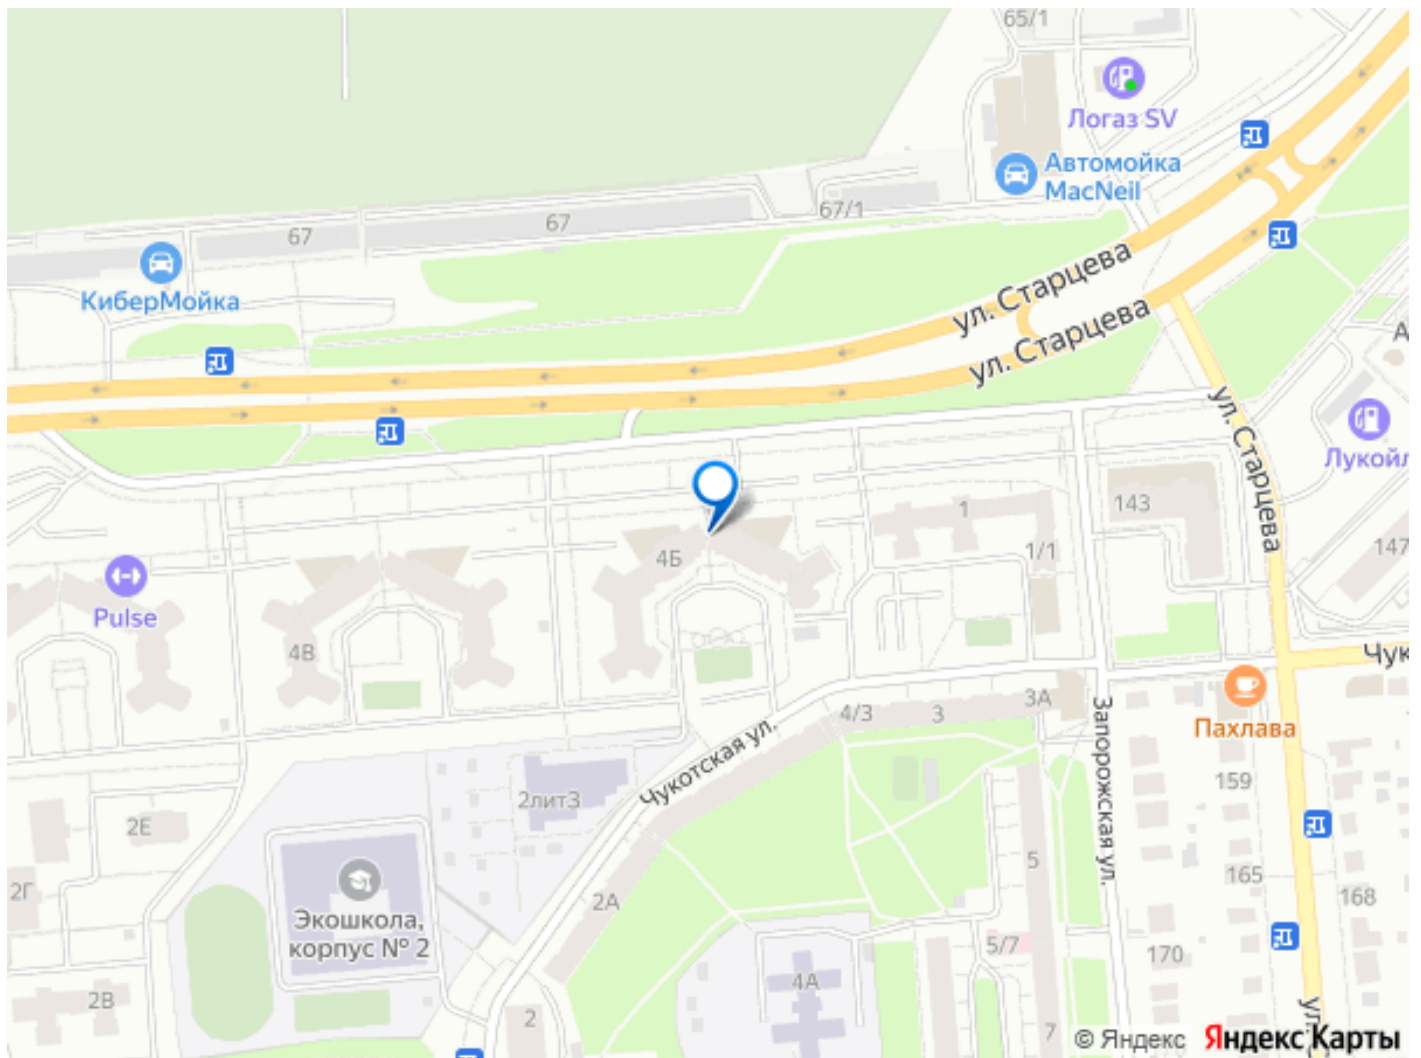 65/1
Логаз SV
Автомойка
MacNeil
67/1
67
67
КиберМойка
ул. Старцева
ул. Старцева
ул. Старцева
Лукойл
143
1
1/1
147
4Б
Pulse
4В
Чук
3А
4/3
3
Пахлава
Запорожская ул.
Чукотская ул.
159
2лит3
2Е
5
165
168
2Г
Экошкола,
корпус № 2
2А
5/7
170
4А
2В
2
7
ул.
© Яндекс
Яндекс Карты